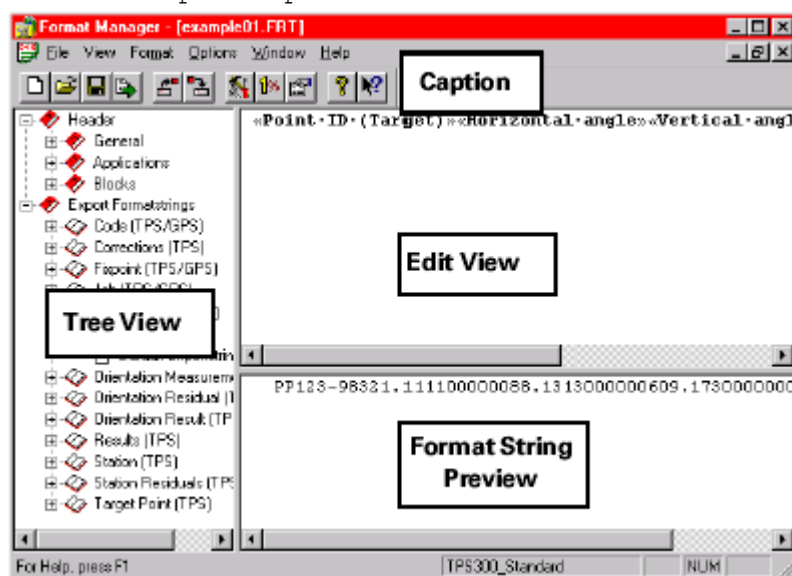 Format Manager - [example01.FRT]
File View Format Options Window Help
Caption
Header
General
Applications
Blocks
Export Formatstrings
Code (TPS/GPS)
Corrections (TPS)
Fixpoint (TPS/GPS)
Tree View
Orientation Measurem
Orientation Residual (T
Orientation Result (TP
Results (TPS)
Station (TPS)
Station Residuals (TPS
Target Point (TPS)
«Point·ID·(Target)»«Horizontal·angle»«Vertical·angl
Edit View
PP123-98321.111100000088.1313000000609.1730000000
Format String
Preview
For Help, press F1
TPS300_Standard
NUM